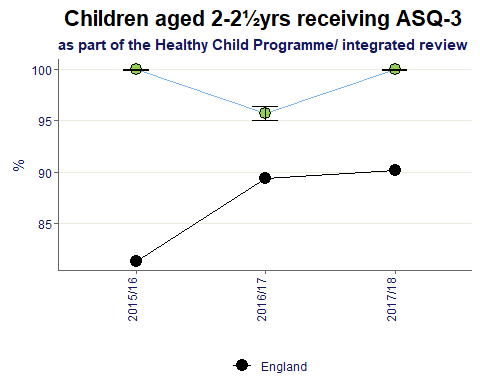 Children aged 2-2½yrs receiving ASQ-3
as part of the Healthy Child Programme/ integrated review
100
95
90
85
%
2015/16
2016/17
2017/18
England